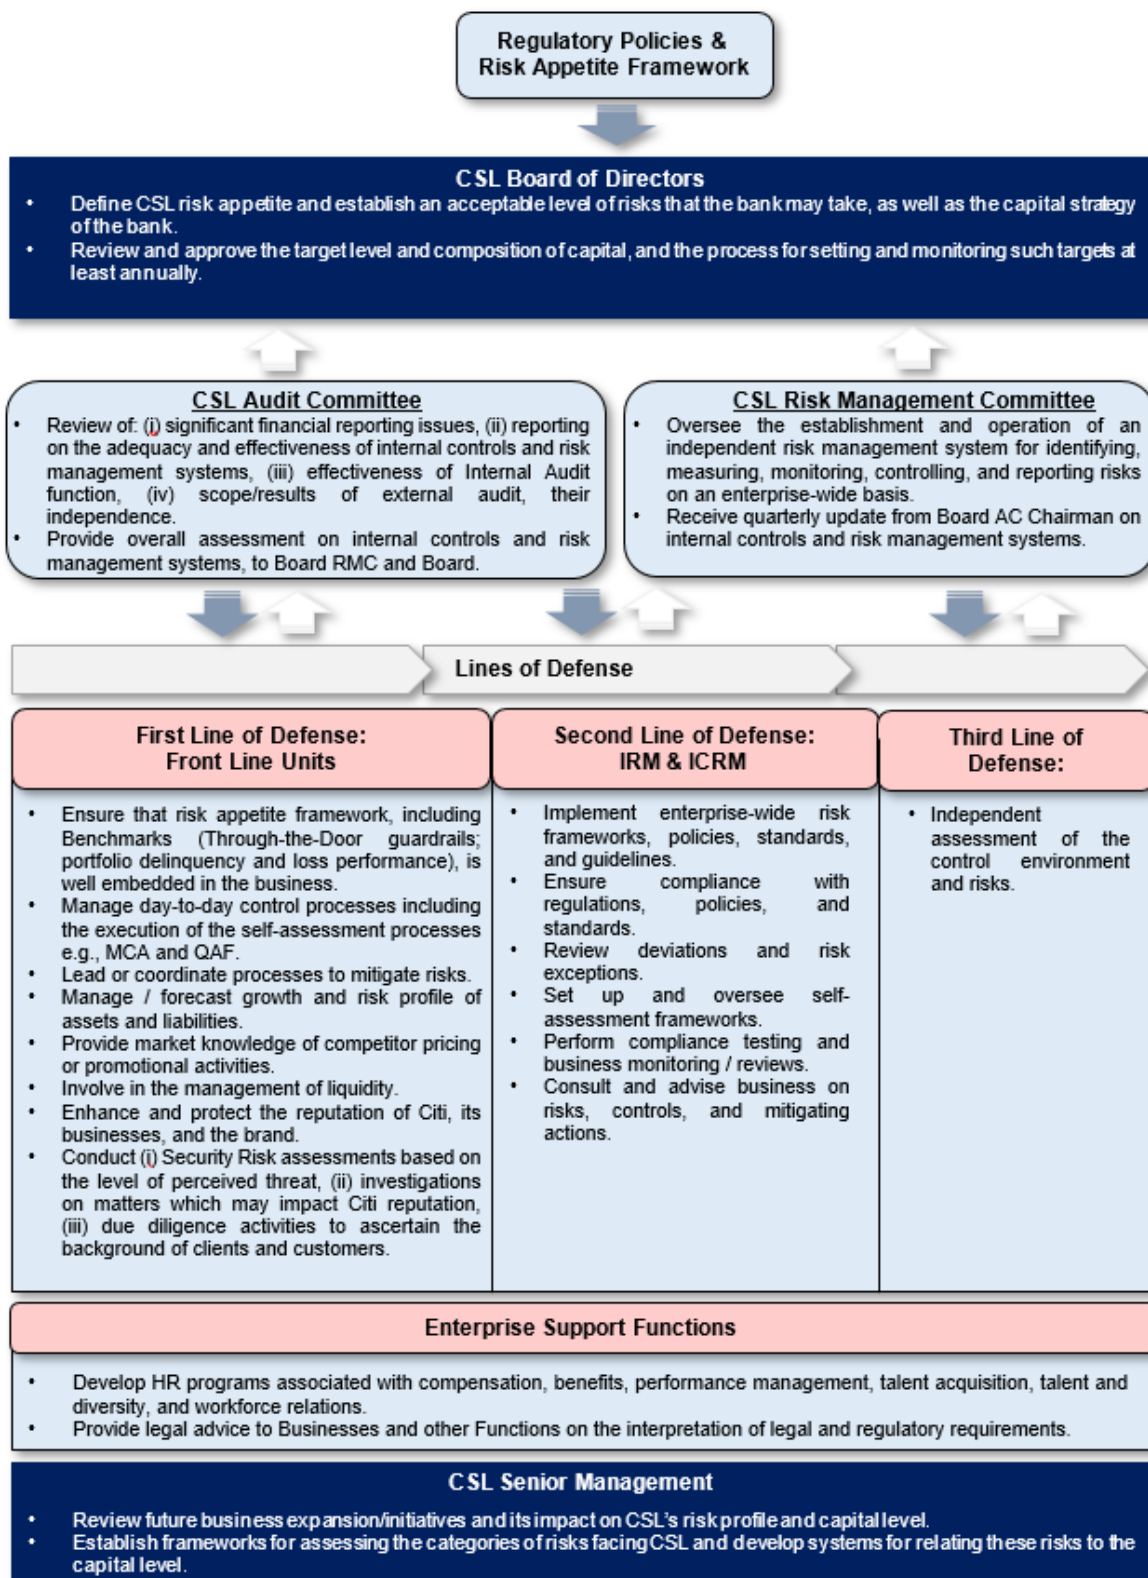 Regulatory Policies &
Risk Appetite Framework
CSL Board of Directors
• Define CSL risk appetite and establish an acceptable level of risks that the bank may take, as well as the capital strategy
of the bank.
• Review and approve the target level and composition of capital, and the process for setting and monitoring such targets at
least annually.
CSL Audit Committee
• Review of: (i) significant financial reporting issues, (ii) reporting
on the adequacy and effectiveness of internal controls and risk
management systems, (iii) effectiveness of Internal Audit
function, (iv) scope/results of external audit, their
independence.
• Provide overall assessment on internal controls and risk
management systems, to Board RMC and Board.
CSL Risk Management Committee
• Oversee the establishment and operation of an
independent risk management system for identifying,
measuring, monitoring, controlling, and reporting risks
on an enterprise-wide basis.
• Receive quarterly update from Board AC Chairman on
internal controls and risk management systems.
Lines of Defense
First Line of Defense:
Front Line Units
• Ensure that risk appetite framework, including
Benchmarks (Through-the-Door guardrails;
portfolio delinquency and loss performance), is
well embedded in the business.
• Manage day-to-day control processes including
the execution of the self-assessment processes
e.g., MCA and QAF.
• Lead or coordinate processes to mitigate risks.
• Manage / forecast growth and risk profile of
assets and liabilities.
• Provide market knowledge of competitor pricing
or promotional activities.
• Involve in the management of liquidity.
• Enhance and protect the reputation of Citi, its
businesses, and the brand.
• Conduct (i) Security Risk assessments based on
the level of perceived threat, (ii) investigations
on matters which may impact Citi reputation,
(iii) due diligence activities to ascertain the
background of clients and customers.
Second Line of Defense:
IRM & ICRM
• Implement enterprise-wide risk
frameworks, policies, standards,
and guidelines.
• Ensure compliance with
regulations, policies, and
standards.
• Review deviations and risk
exceptions.
• Set up and oversee self-
assessment frameworks.
• Perform compliance testing and
business monitoring / reviews.
• Consult and advise business on
risks, controls, and mitigating
actions.
Third Line of
Defense:
• Independent
assessment of the
control environment
and risks.
Enterprise Support Functions
• Develop HR programs associated with compensation, benefits, performance management, talent acquisition, talent and
diversity, and workforce relations.
• Provide legal advice to Businesses and other Functions on the interpretation of legal and regulatory requirements.
CSL Senior Management
• Review future business expansion/initiatives and its impact on CSL's risk profile and capital level.
• Establish frameworks for assessing the categories of risks facing CSL and develop systems for relating these risks to the
capital level.